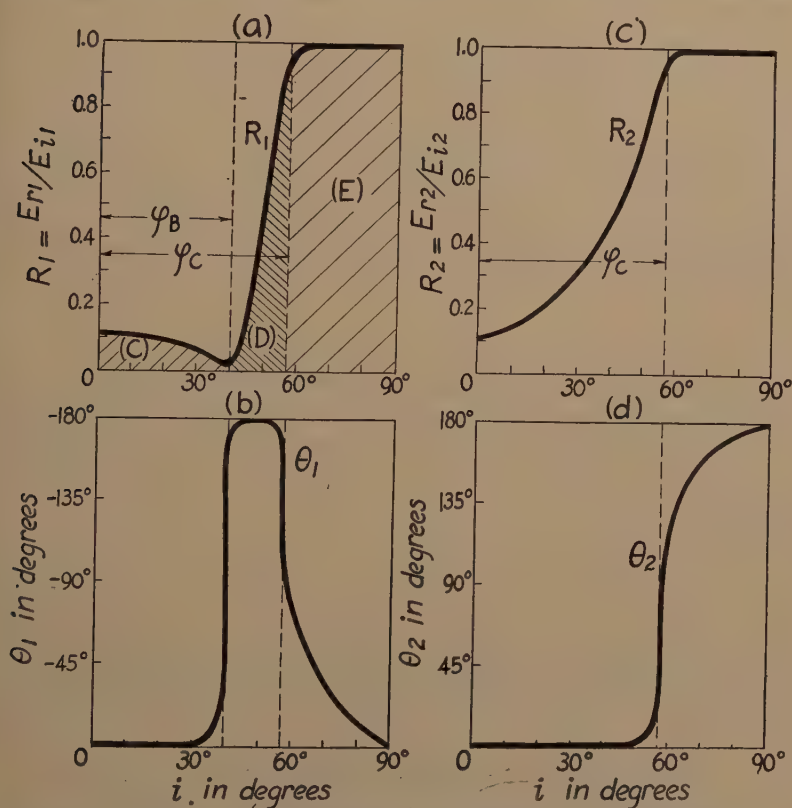 (a)
1.0
0.8
0.6
0.4
0.2
0
R₁ = Er₁/Ei₁
R₁
φB
φC
(C)
(D)
(E)
30°
60°
90°
(c)
1.0
0.8
0.6
0.4
0.2
0
R₂ = Er₂/Ei₂
R₂
φC
30°
60°
90°
(b)
-180°
-135°
-90°
-45°
0
θ₁ in degrees
θ₁
30°
60°
90°
i in degrees
(d)
180°
135°
90°
45°
0
θ₂ in degrees
θ₂
30°
60°
90°
i in degrees